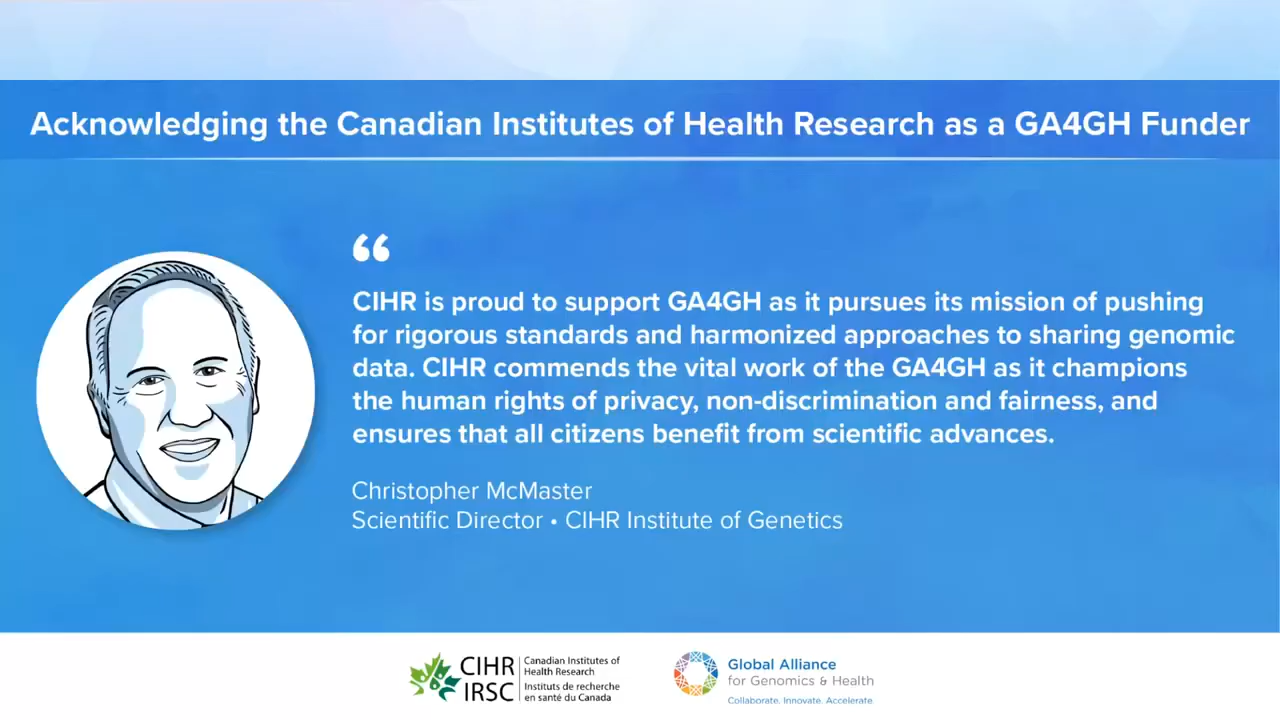 Acknowledging the Canadian Institutes of Health Research as a GA4GH Funder
“
CIHR is proud to support GA4GH as it pursues its mission of pushing
for rigorous standards and harmonized approaches to sharing genomic
data. CIHR commends the vital work of the GA4GH as it champions
the human rights of privacy, non-discrimination and fairness, and
ensures that all citizens benefit from scientific advances.
Christopher McMaster
Scientific Director • CIHR Institute of Genetics
CIHR
IRSC
Canadian Institutes of
Health Research
Instituts de recherche
en santé du Canada
Global Alliance
for Genomics & Health
Collaborate. Innovate. Accelerate.